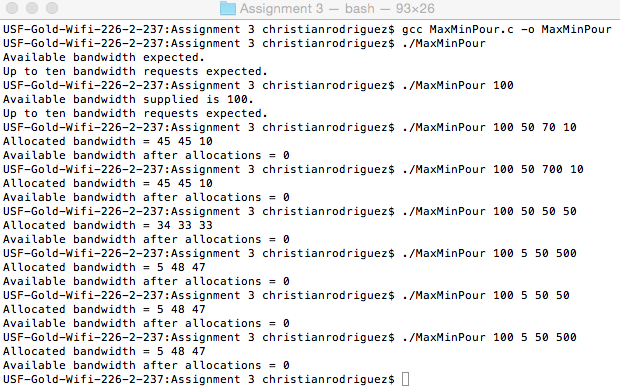 Assignment 3 — bash — 93×26
USF-Gold-Wifi-226-2-237:Assignment 3 christianrodriguez$ gcc MaxMinPour.c -o MaxMinPour
USF-Gold-Wifi-226-2-237:Assignment 3 christianrodriguez$ ./MaxMinPour
Available bandwidth expected.
Up to ten bandwidth requests expected.
USF-Gold-Wifi-226-2-237:Assignment 3 christianrodriguez$ ./MaxMinPour 100
Available bandwidth supplied is 100.
Up to ten bandwidth requests expected.
USF-Gold-Wifi-226-2-237:Assignment 3 christianrodriguez$ ./MaxMinPour 100 50 70 10
Allocated bandwidth = 45 45 10
Available bandwidth after allocations = 0
USF-Gold-Wifi-226-2-237:Assignment 3 christianrodriguez$ ./MaxMinPour 100 50 700 10
Allocated bandwidth = 45 45 10
Available bandwidth after allocations = 0
USF-Gold-Wifi-226-2-237:Assignment 3 christianrodriguez$ ./MaxMinPour 100 50 50 50
Allocated bandwidth = 34 33 33
Available bandwidth after allocations = 0
USF-Gold-Wifi-226-2-237:Assignment 3 christianrodriguez$ ./MaxMinPour 100 5 50 500
Allocated bandwidth = 5 48 47
Available bandwidth after allocations = 0
USF-Gold-Wifi-226-2-237:Assignment 3 christianrodriguez$ ./MaxMinPour 100 5 50 50
Allocated bandwidth = 5 48 47
Available bandwidth after allocations = 0
USF-Gold-Wifi-226-2-237:Assignment 3 christianrodriguez$ ./MaxMinPour 100 5 50 500
Allocated bandwidth = 5 48 47
Available bandwidth after allocations = 0
USF-Gold-Wifi-226-2-237:Assignment 3 christianrodriguez$